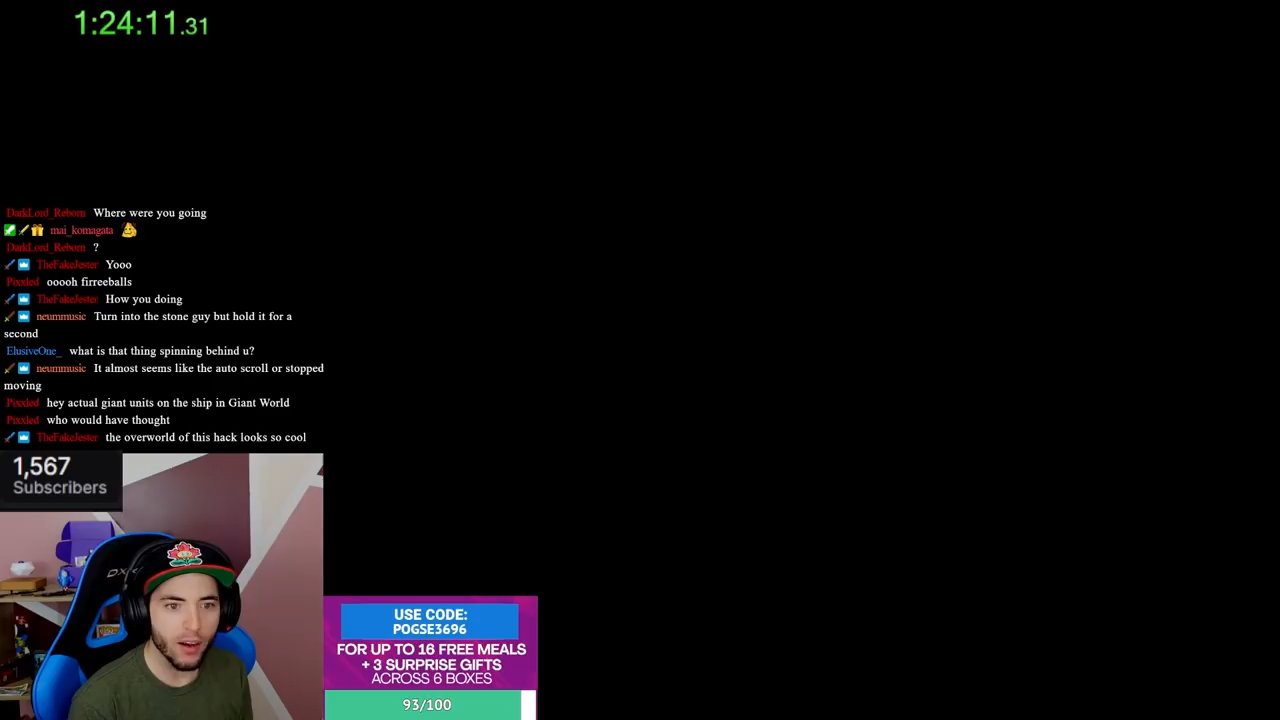 1:24:11.31
DarkLord_Reborn Where were you going
mai_komagata
DarkLord_Reborn ?
TheFakeJester Yooo
Pixxled ooooh firreeballs
TheFakeJester How you doing
neummusic Turn into the stone guy but hold it for a
second
ElusiveOne_ what is that thing spinning behind u?
neummusic It almost seems like the auto scroll or stopped
moving
Pixxled hey actual giant units on the ship in Giant World
Pixxled who would have thought
TheFakeJester the overworld of this hack looks so cool
1,567
Subscribers
USE CODE:
POGSE3696
FOR UP TO 16 FREE MEALS
+ 3 SURPRISE GIFTS
ACROSS 6 BOXES
93/100